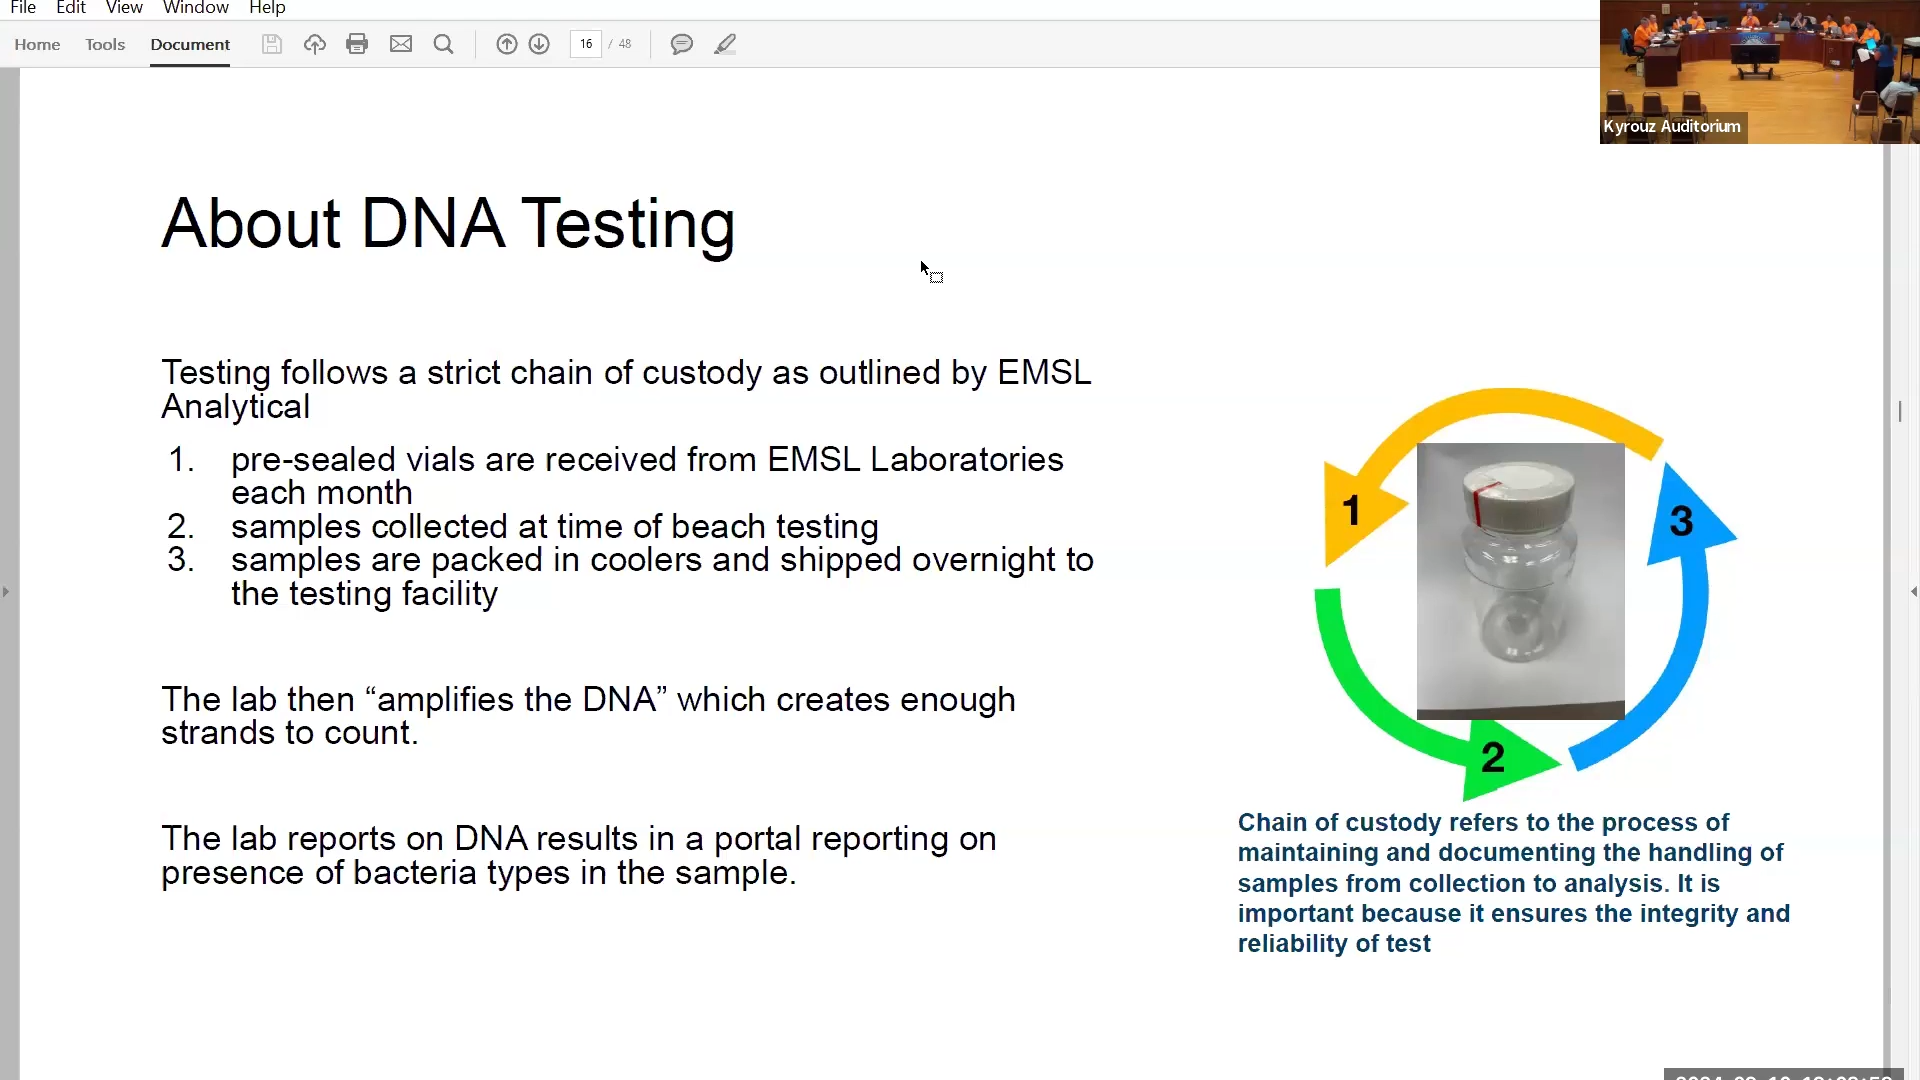 File Edit View Window Help
Home Tools Document 16 / 48
Kyrouz Auditorium
About DNA Testing
Testing follows a strict chain of custody as outlined by EMSL
Analytical
1. pre-sealed vials are received from EMSL Laboratories
each month
2. samples collected at time of beach testing
3. samples are packed in coolers and shipped overnight to
the testing facility
The lab then “amplifies the DNA” which creates enough
strands to count.
The lab reports on DNA results in a portal reporting on
presence of bacteria types in the sample.
1
3
2
Chain of custody refers to the process of
maintaining and documenting the handling of
samples from collection to analysis. It is
important because it ensures the integrity and
reliability of test